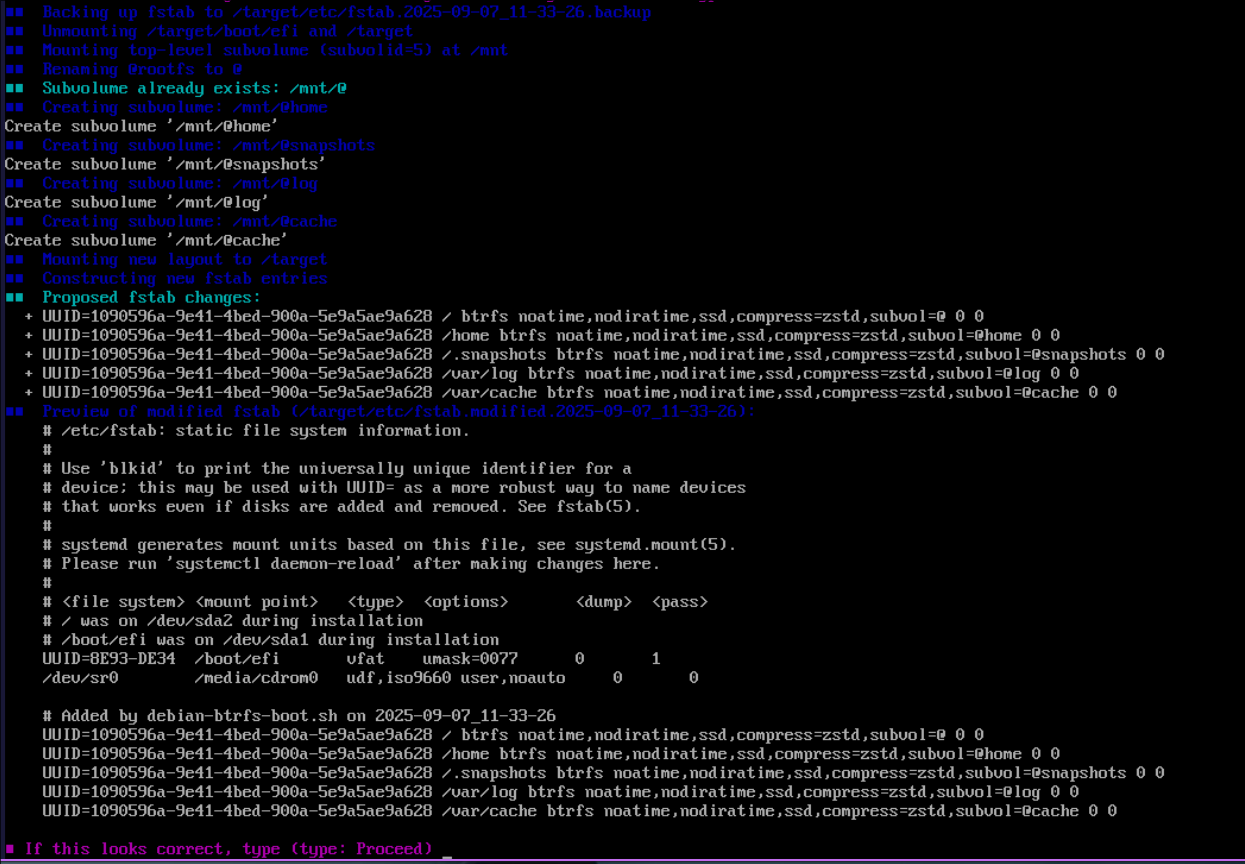 ■■ Backing up fstab to /target/etc/fstab.2025-09-07_11-33-26.backup
■■ Unmounting /target/boot/efi and /target
■■ Mounting top-level subvolume (subvolid=5) at /mnt
■■ Renaming @rootfs to @
■■ Subvolume already exists: /mnt/@
■■ Creating subvolume: /mnt/@home
Create subvolume '/mnt/@home'
■■ Creating subvolume: /mnt/@snapshots
Create subvolume '/mnt/@snapshots'
■■ Creating subvolume: /mnt/@log
Create subvolume '/mnt/@log'
■■ Creating subvolume: /mnt/@cache
Create subvolume '/mnt/@cache'
■■ Mounting new layout to /target
■■ Constructing new fstab entries
■■ Proposed fstab changes:
+ UUID=1090596a-9e41-4bed-900a-5e9a5ae9a628 / btrfs noatime,nodiratime,ssd,compress=zstd,subvol=@ 0 0
+ UUID=1090596a-9e41-4bed-900a-5e9a5ae9a628 /home btrfs noatime,nodiratime,ssd,compress=zstd,subvol=@home 0 0
+ UUID=1090596a-9e41-4bed-900a-5e9a5ae9a628 /.snapshots btrfs noatime,nodiratime,ssd,compress=zstd,subvol=@snapshots 0 0
+ UUID=1090596a-9e41-4bed-900a-5e9a5ae9a628 /var/log btrfs noatime,nodiratime,ssd,compress=zstd,subvol=@log 0 0
+ UUID=1090596a-9e41-4bed-900a-5e9a5ae9a628 /var/cache btrfs noatime,nodiratime,ssd,compress=zstd,subvol=@cache 0 0
■■ Preview of modified fstab (/target/etc/fstab.modified.2025-09-07_11-33-26):
# /etc/fstab: static file system information.
#
# Use 'blkid' to print the universally unique identifier for a
# device; this may be used with UUID= as a more robust way to name devices
# that works even if disks are added and removed. See fstab(5).
#
# systemd generates mount units based on this file, see systemd.mount(5).
# Please run 'systemctl daemon-reload' after making changes here.
#
# <file system> <mount point>   <type>  <options>       <dump>  <pass>
# / was on /dev/sda2 during installation
# /boot/efi was on /dev/sda1 during installation
UUID=8E93-DE34  /boot/efi       vfat    umask=0077      0       1
/dev/sr0        /media/cdrom0   udf,iso9660 user,noauto     0       0
# Added by debian-btrfs-boot.sh on 2025-09-07_11-33-26
UUID=1090596a-9e41-4bed-900a-5e9a5ae9a628 / btrfs noatime,nodiratime,ssd,compress=zstd,subvol=@ 0 0
UUID=1090596a-9e41-4bed-900a-5e9a5ae9a628 /home btrfs noatime,nodiratime,ssd,compress=zstd,subvol=@home 0 0
UUID=1090596a-9e41-4bed-900a-5e9a5ae9a628 /.snapshots btrfs noatime,nodiratime,ssd,compress=zstd,subvol=@snapshots 0 0
UUID=1090596a-9e41-4bed-900a-5e9a5ae9a628 /var/log btrfs noatime,nodiratime,ssd,compress=zstd,subvol=@log 0 0
UUID=1090596a-9e41-4bed-900a-5e9a5ae9a628 /var/cache btrfs noatime,nodiratime,ssd,compress=zstd,subvol=@cache 0 0
■ If this looks correct, type (type: Proceed) _